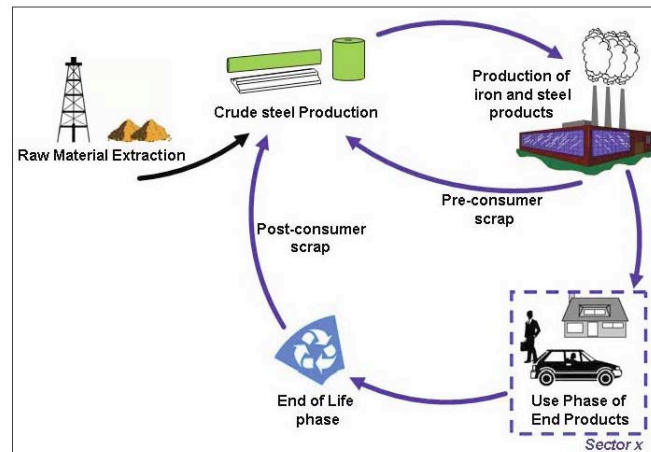 Crude steel Production
Production of
iron and steel
products
Raw Material Extraction
Pre-consumer
scrap
Post-consumer
scrap
End of Life
phase
Use Phase of
End Products
Sector x